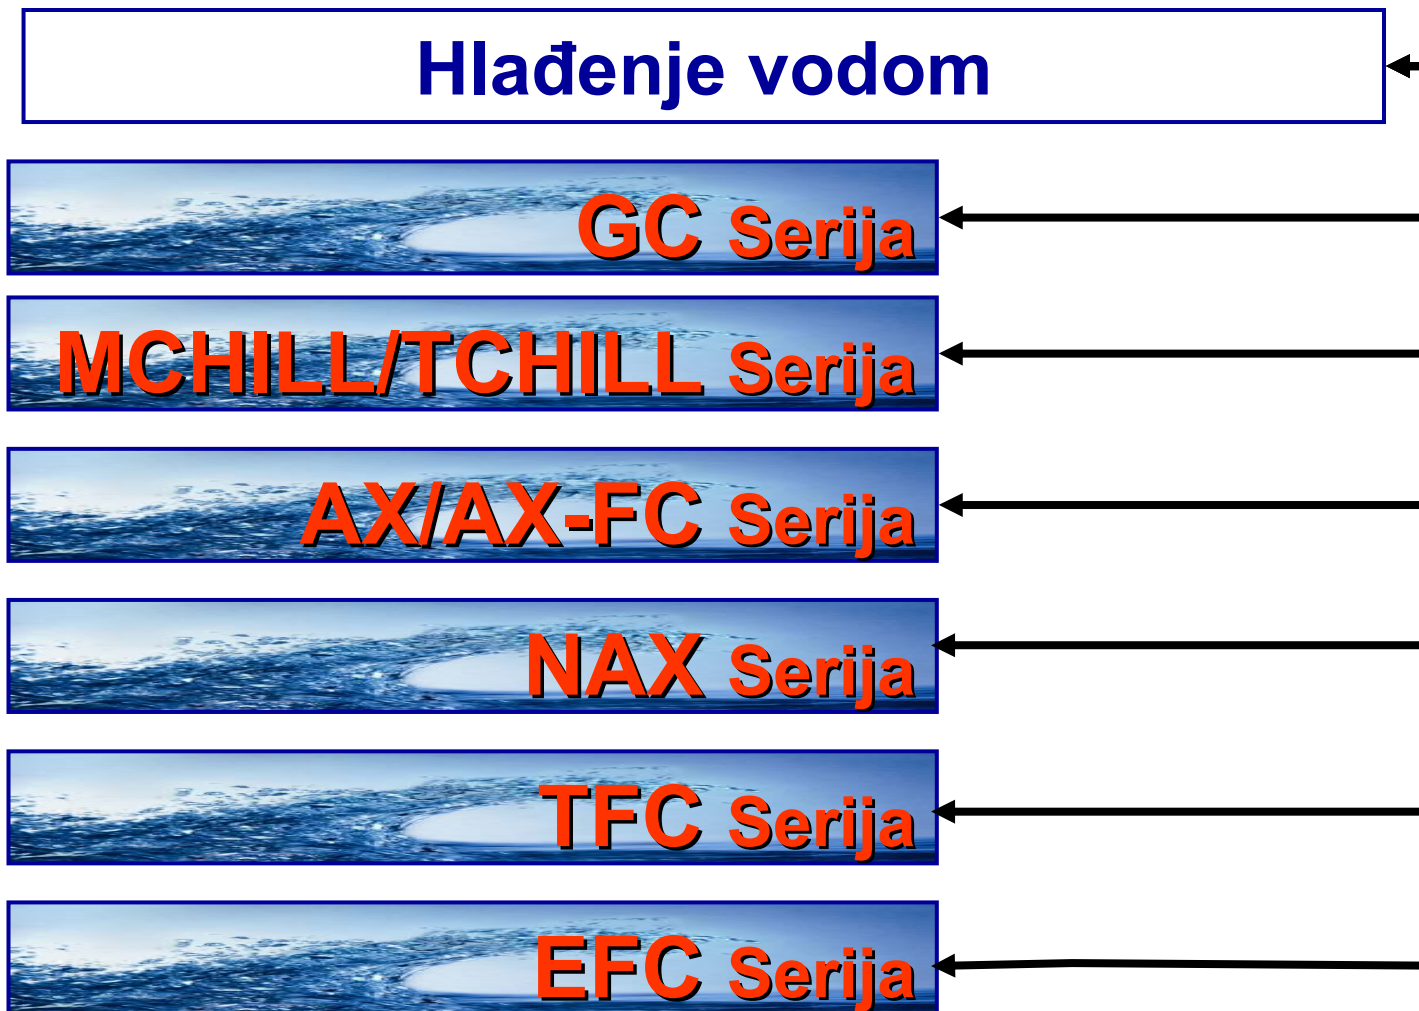 Hlađenje vodom
GC Serija
MCHILL/TCHILL Serija
AX/AX-FC Serija
NAX Serija
TFC Serija
EFC Serija